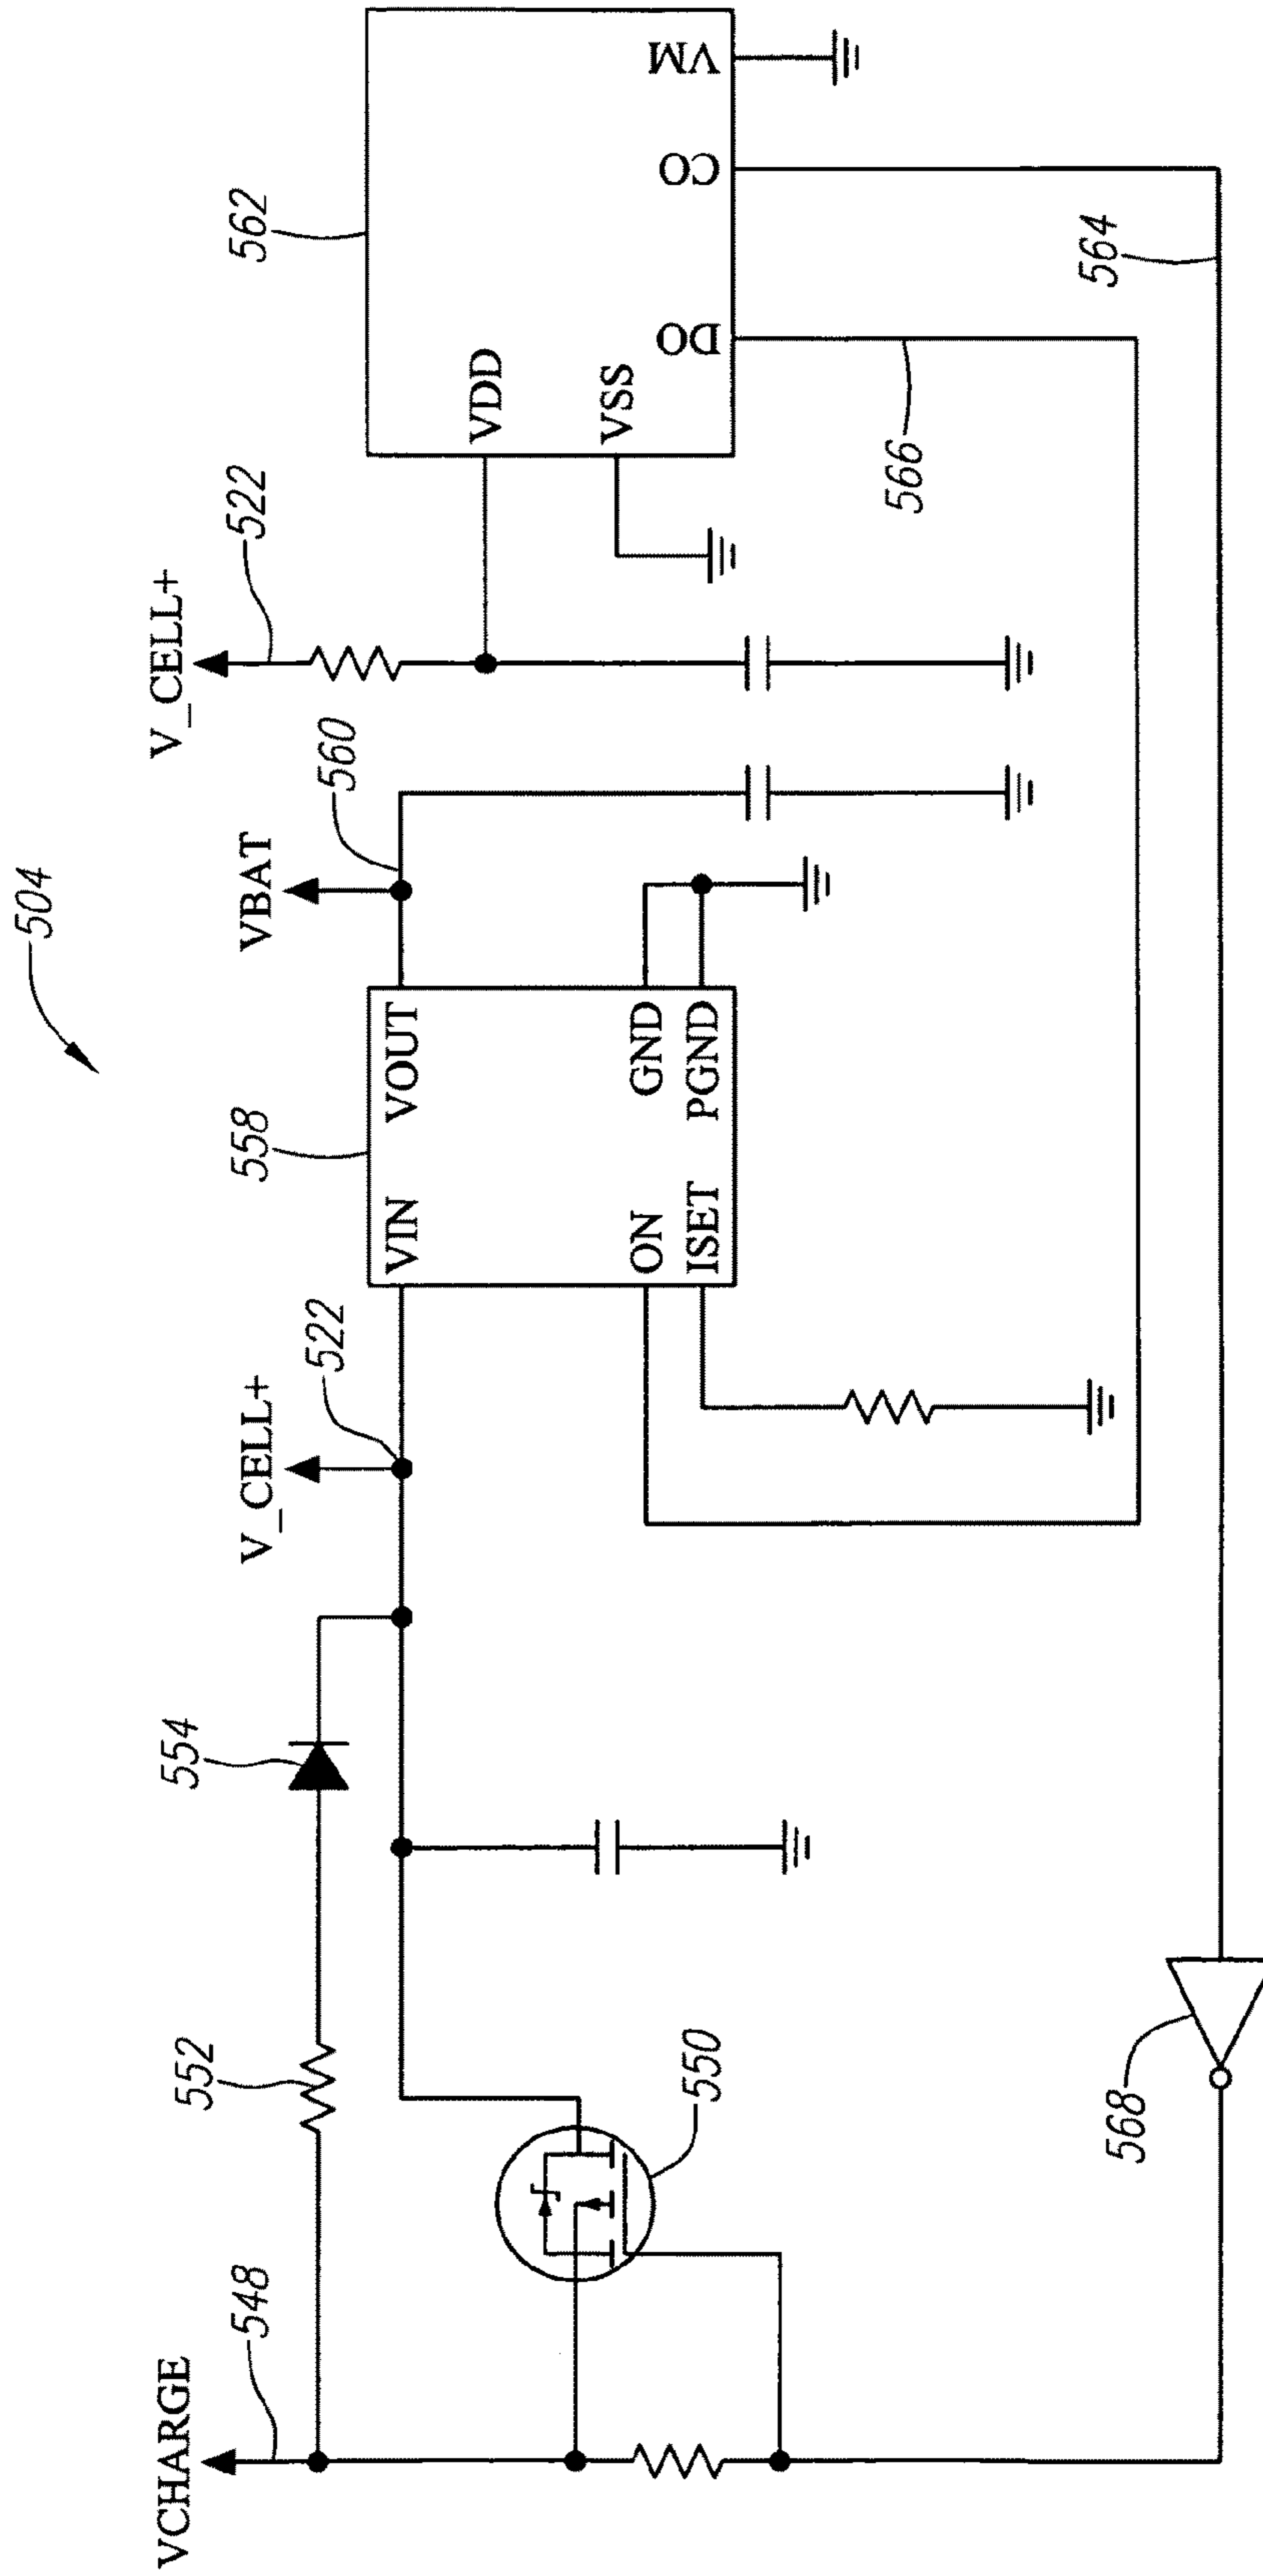 504
VCHARGE
548
552
554
V_CELL+
522
558
VIN
VOUT
ON
ISET
GND
PGND
VBAT
560
V_CELL+
522
562
VDD
VSS
DO
CO
VM
550
566
564
568